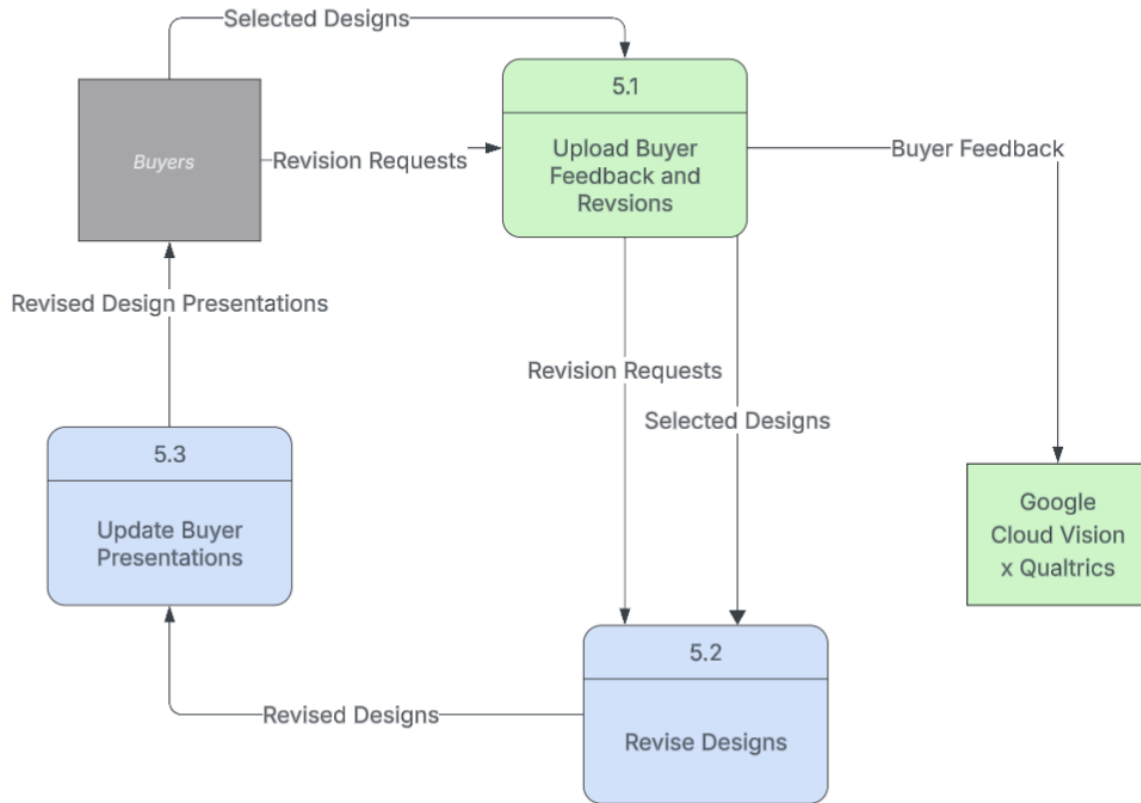 Selected Designs
5.1
Buyers
Revision Requests
Upload Buyer
Feedback and
Revsions
Buyer Feedback
Revised Design Presentations
Revision Requests
Selected Designs
5.3
Update Buyer
Presentations
Google
Cloud Vision
x Qualtrics
5.2
Revised Designs
Revise Designs